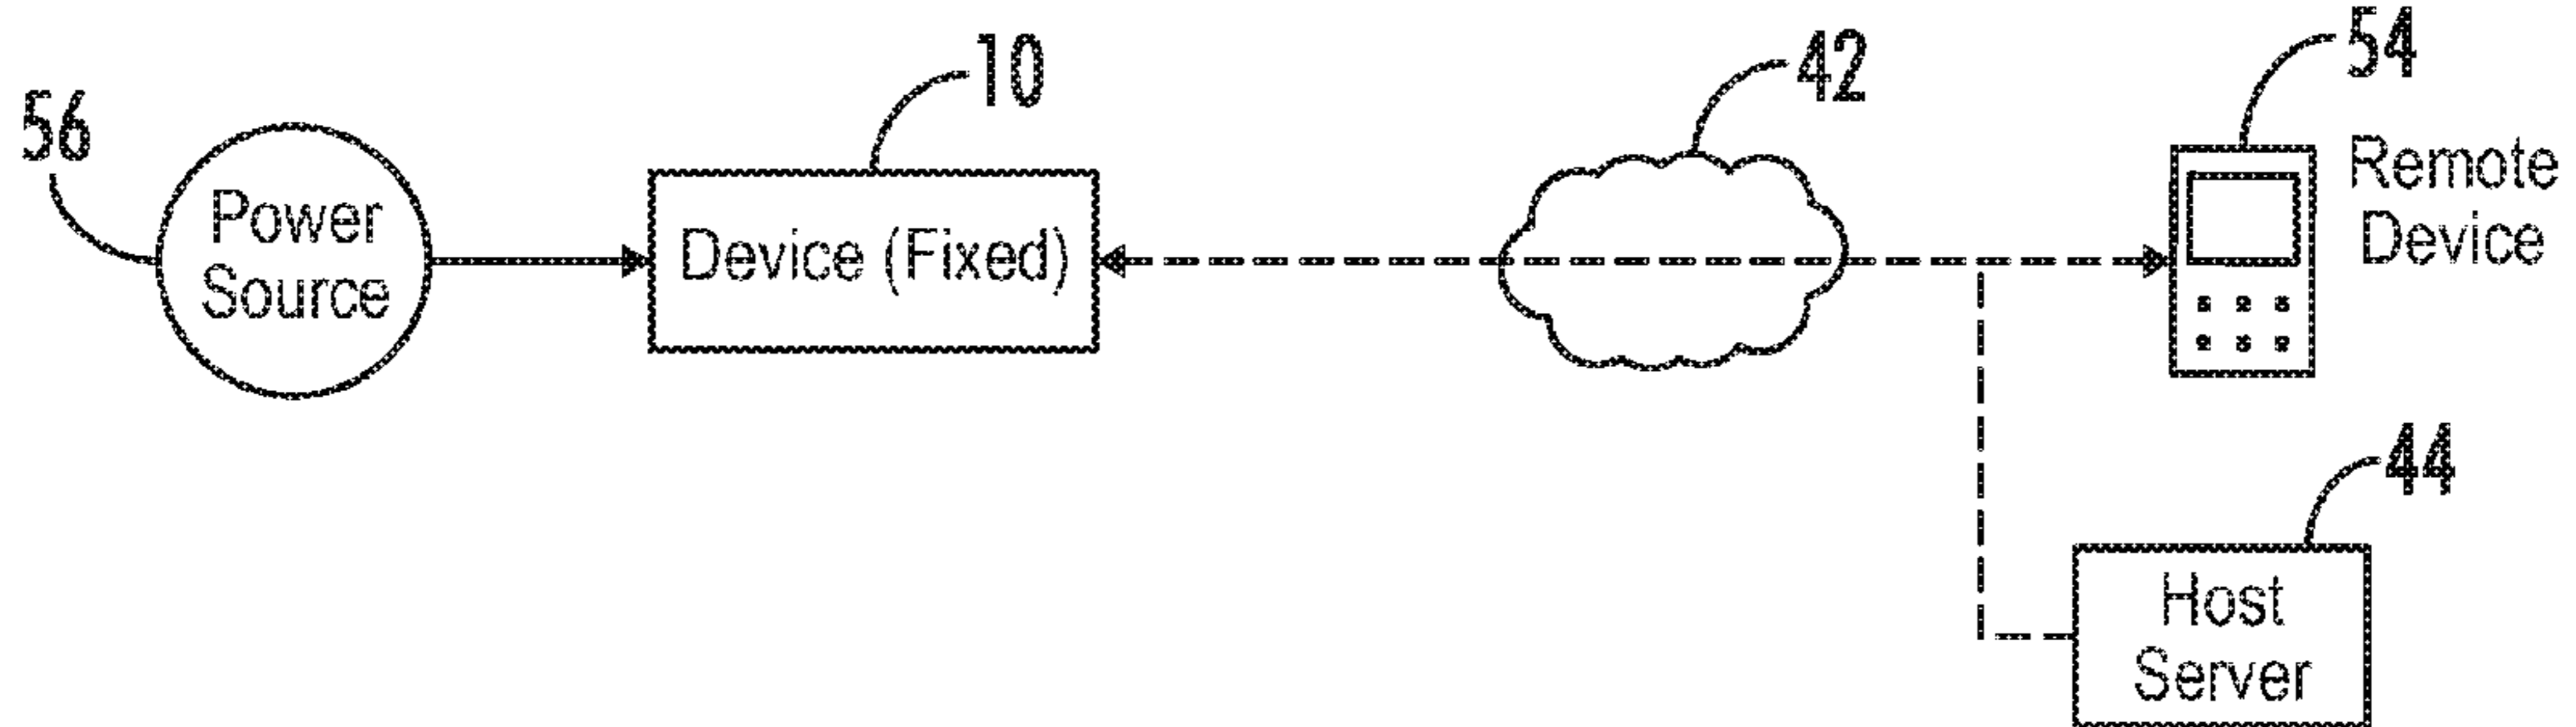 56
Power
Source
10
Device (Fixed)
42
54
Remote
Device
44
Host
Server